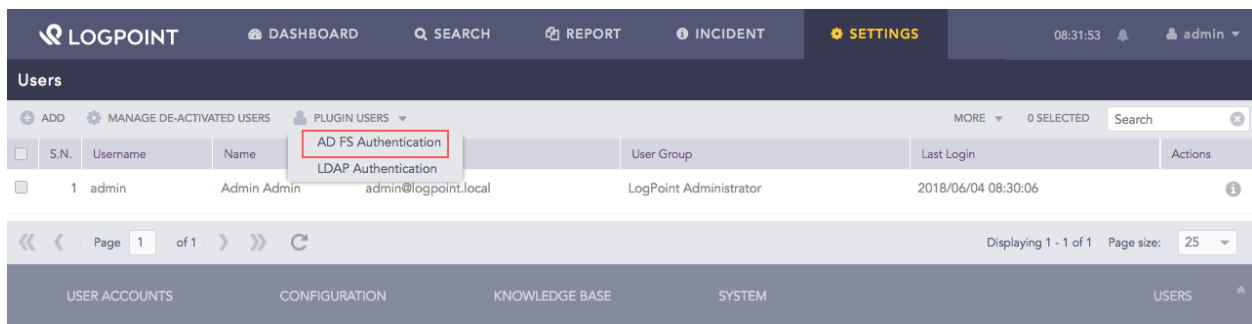 LOGPOINT DASHBOARD SEARCH REPORT INCIDENT SETTINGS 08:31:53 admin
Users
ADD MANAGE DE-ACTIVATED USERS PLUGIN USERS MORE 0 SELECTED Search
AD FS Authentication
S.N. Username Name User Group Last Login Actions
LDAP Authentication
1 admin Admin Admin admin@logpoint.local LogPoint Administrator 2018/06/04 08:30:06
Page 1 of 1 Displaying 1 - 1 of 1 Page size: 25
USER ACCOUNTS CONFIGURATION KNOWLEDGE BASE SYSTEM USERS